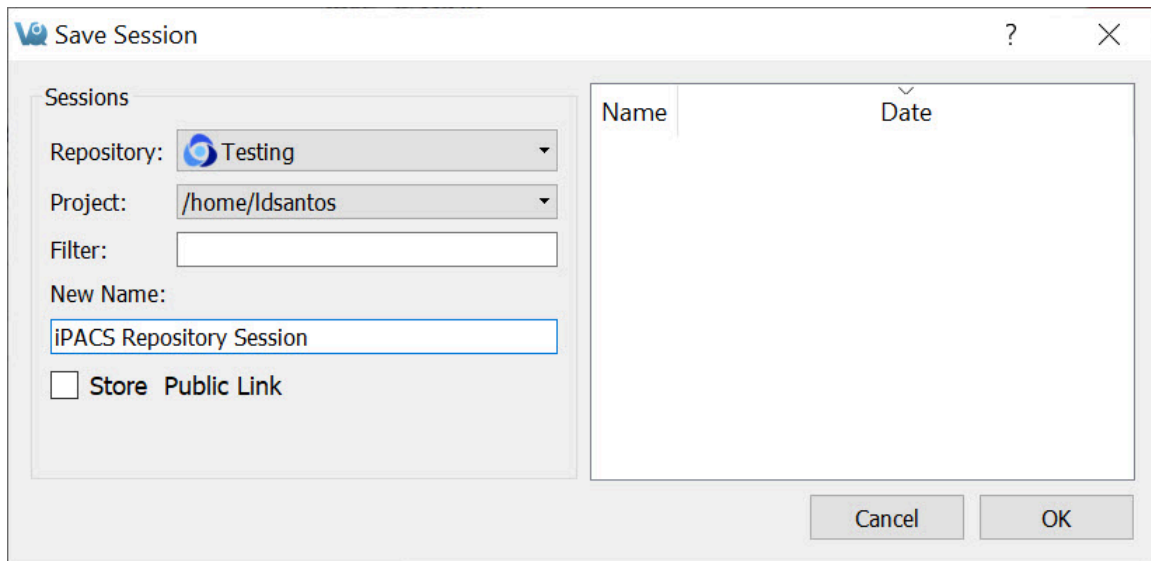 Save Session
?
Sessions
Repository: Testing
Project: /home/ldsantos
Filter:
New Name:
iPACS Repository Session
Store Public Link
Name Date
Cancel OK